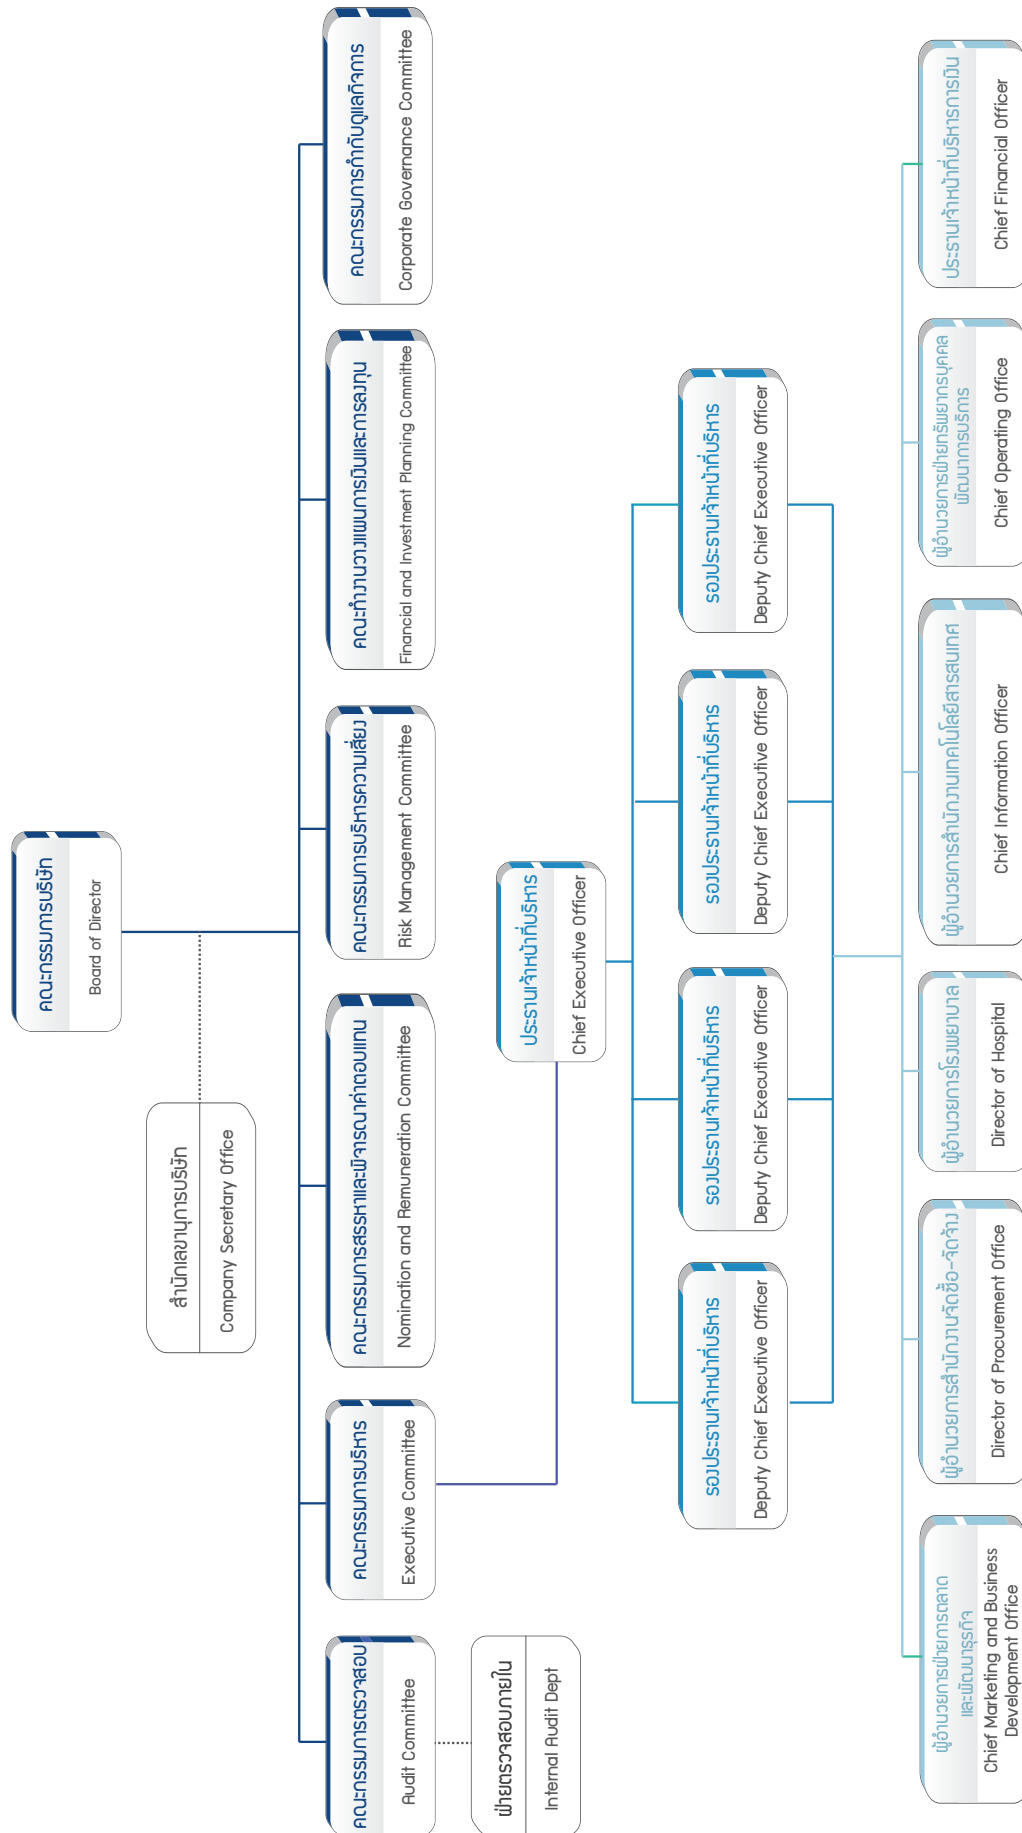 คณะกรรมการบริษัท
Board of Director
สำนักเลขานุการบริษัท
Company Secretary Office
คณะกรรมการตรวจสอบ
Audit Committee
คณะกรรมการบริหาร
Executive Committee
คณะกรรมการสรรหาและพิจารณาค่าตอบแทน
Nomination and Remuneration Committee
คณะกรรมการบริหารความเสี่ยง
Risk Management Committee
คณะทำงานวางแผนการเงินและการลงทุน
Financial and Investment Planning Committee
คณะกรรมการกำกับดูแลกิจการ
Corporate Governance Committee
ฝ่ายตรวจสอบภายใน
Internal Audit Dept
ประธานเจ้าหน้าที่บริหาร
Chief Executive Officer
รองประธานเจ้าหน้าที่บริหาร
Deputy Chief Executive Officer
รองประธานเจ้าหน้าที่บริหาร
Deputy Chief Executive Officer
รองประธานเจ้าหน้าที่บริหาร
Deputy Chief Executive Officer
รองประธานเจ้าหน้าที่บริหาร
Deputy Chief Executive Officer
ผู้อำนวยการฝ่ายการตลาด
และพัฒนาธุรกิจ
Chief Marketing and Business
Development Office
ผู้อำนวยการสำนักงานจัดซื้อ-จัดจ้าง
Director of Procurement Office
ผู้อำนวยการโรงพยาบาล
Director of Hospital
ผู้อำนวยการสำนักงานเทคโนโลยีสารสนเทศ
Chief Information Officer
ผู้อำนวยการฝ่ายทรัพยากรบุคคล
พัฒนาการบริการ
Chief Operating Office
ประธานเจ้าหน้าที่บริหารการเงิน
Chief Financial Officer